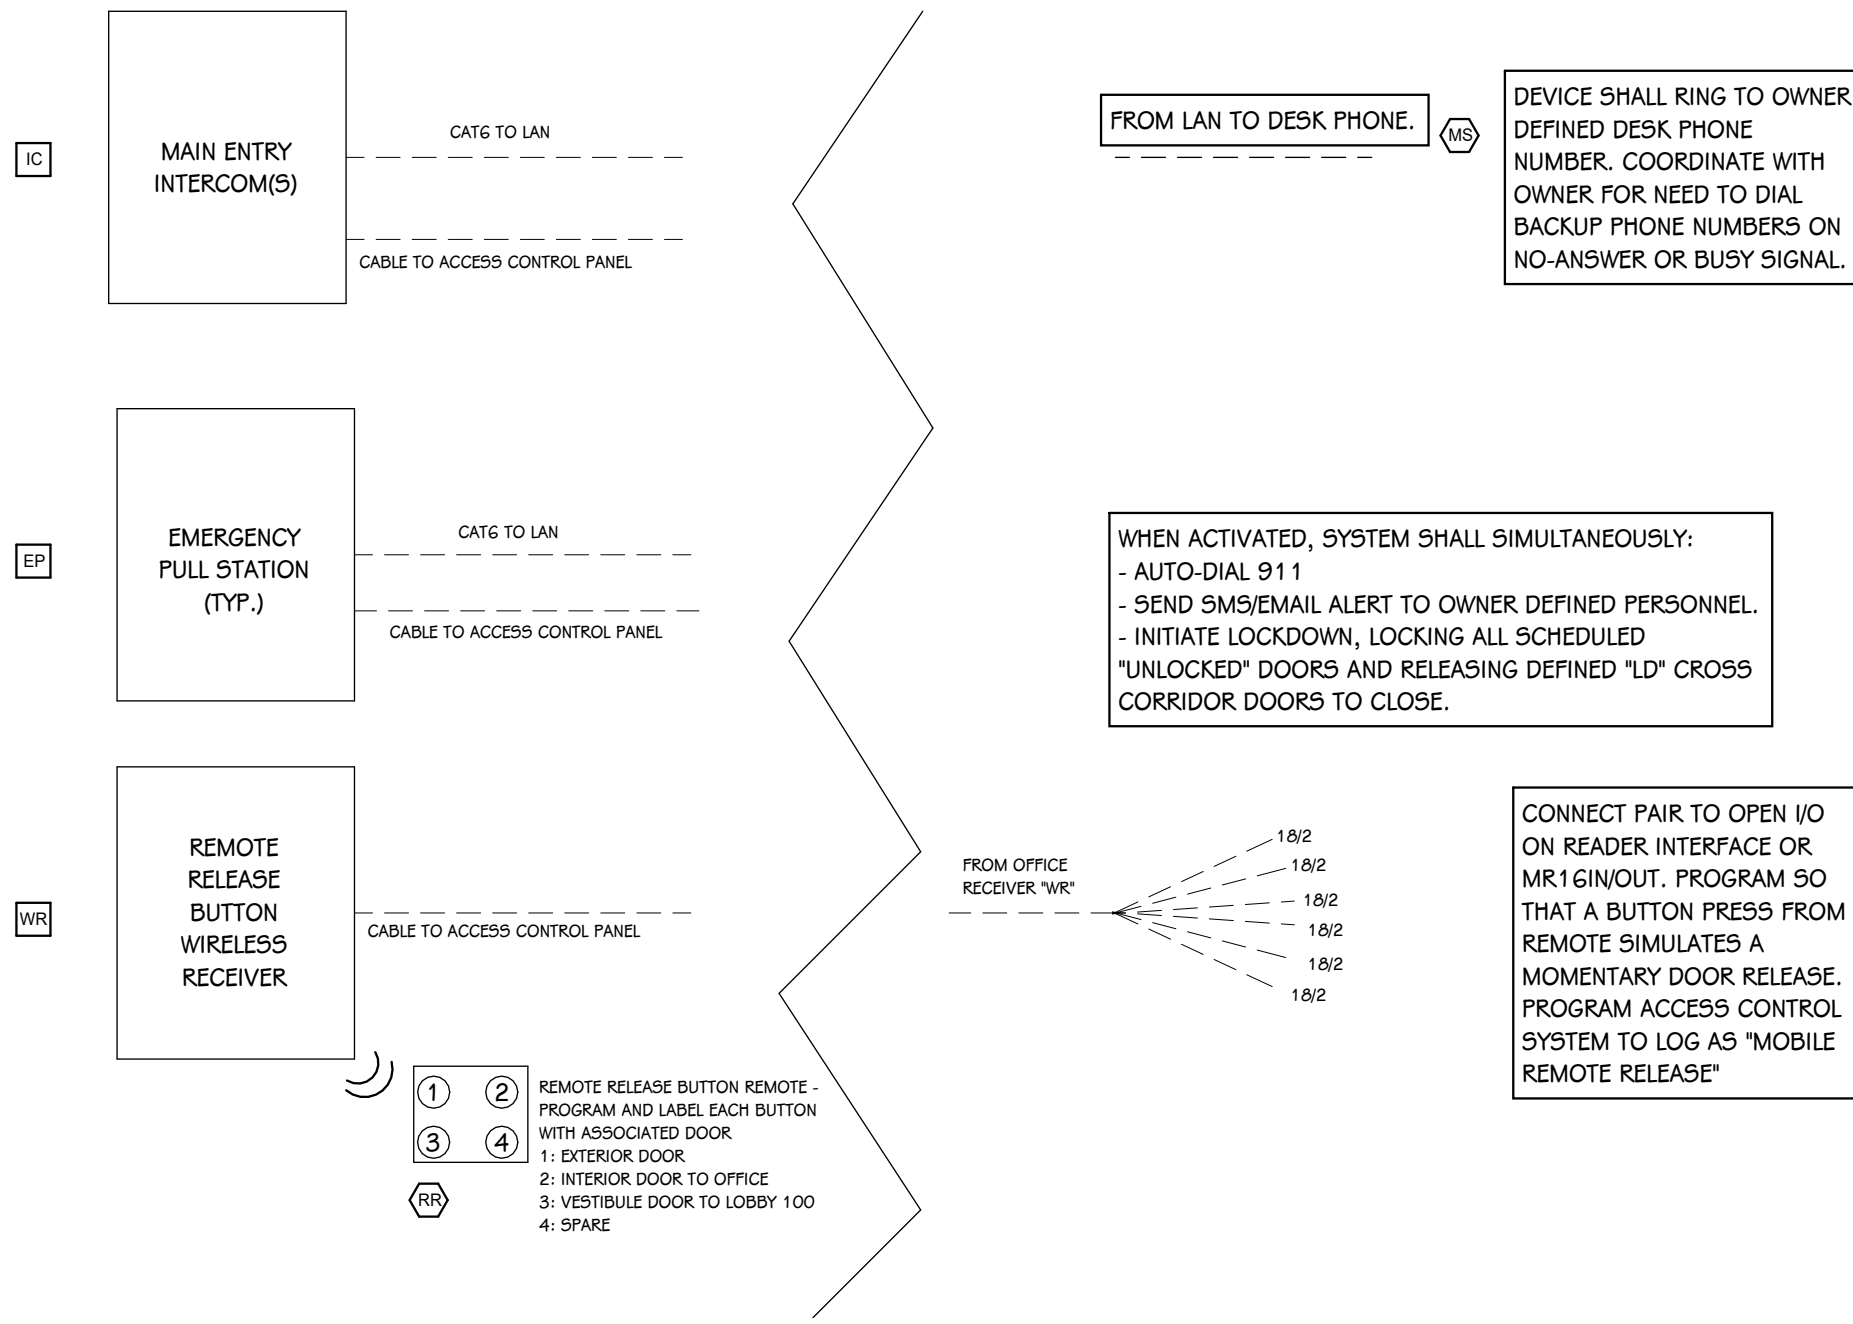 IC
MAIN ENTRY
INTERCOM(S)
CAT6 TO LAN
CABLE TO ACCESS CONTROL PANEL
FROM LAN TO DESK PHONE.
MS
DEVICE SHALL RING TO OWNER
DEFINED DESK PHONE
NUMBER. COORDINATE WITH
OWNER FOR NEED TO DIAL
BACKUP PHONE NUMBERS ON
NO-ANSWER OR BUSY SIGNAL.
EP
EMERGENCY
PULL STATION
(TYP.)
CAT6 TO LAN
CABLE TO ACCESS CONTROL PANEL
WHEN ACTIVATED, SYSTEM SHALL SIMULTANEOUSLY:
- AUTO-DIAL 911
- SEND SMS/EMAIL ALERT TO OWNER DEFINED PERSONNEL.
- INITIATE LOCKDOWN, LOCKING ALL SCHEDULED
"UNLOCKED" DOORS AND RELEASING DEFINED "LD" CROSS
CORRIDOR DOORS TO CLOSE.
WR
REMOTE
RELEASE
BUTTON
WIRELESS
RECEIVER
CABLE TO ACCESS CONTROL PANEL
FROM OFFICE
RECEIVER "WR"
18/2
18/2
18/2
18/2
18/2
18/2
CONNECT PAIR TO OPEN I/O
ON READER INTERFACE OR
MR16IN/OUT. PROGRAM SO
THAT A BUTTON PRESS FROM
REMOTE SIMULATES A
MOMENTARY DOOR RELEASE.
PROGRAM ACCESS CONTROL
SYSTEM TO LOG AS "MOBILE
REMOTE RELEASE"
1 2
3 4
RR
REMOTE RELEASE BUTTON REMOTE -
PROGRAM AND LABEL EACH BUTTON
WITH ASSOCIATED DOOR
1: EXTERIOR DOOR
2: INTERIOR DOOR TO OFFICE
3: VESTIBULE DOOR TO LOBBY 100
4: SPARE